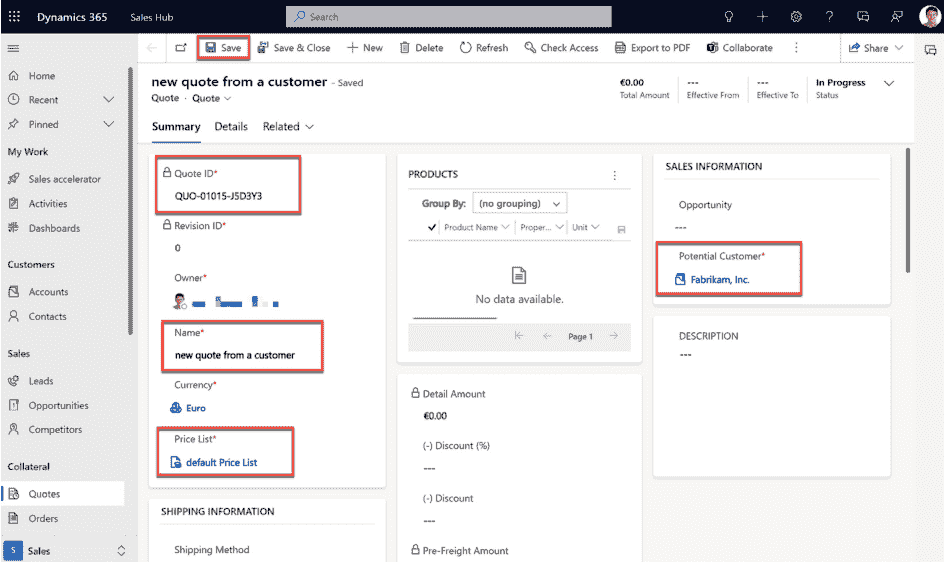 Dynamics 365 Sales Hub Search
Save Save & Close New Delete Refresh Check Access Export to PDF Collaborate Share
new quote from a customer - Saved
Quote · Quote
€0.00 --- --- In Progress
Total Amount Effective From Effective To Status
Summary Details Related
Home
Recent
Pinned
My Work
Sales accelerator
Activities
Dashboards
Customers
Accounts
Contacts
Sales
Leads
Opportunities
Competitors
Collateral
Quotes
Orders
S Sales
Quote ID*
QUO-01015-J5D3Y3
Revision ID*
0
Owner*
Name*
new quote from a customer
Currency*
Euro
Price List*
default Price List
SHIPPING INFORMATION
Shipping Method
PRODUCTS
Group By: (no grouping)
Product Name Proper... Unit
No data available.
Page 1
Detail Amount
€0.00
(-) Discount (%)
---
(-) Discount
---
Pre-Freight Amount
SALES INFORMATION
Opportunity
---
Potential Customer*
Fabrikam, Inc.
DESCRIPTION
---